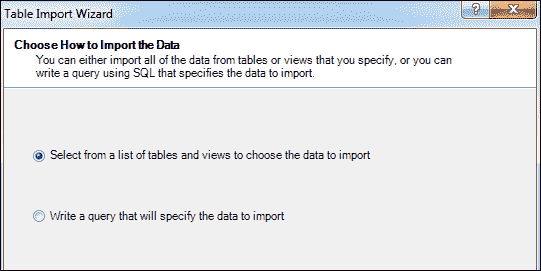 Table Import Wizard
?
Choose How to Import the Data
You can either import all of the data from tables or views that you specify, or you can
write a query using SQL that specifies the data to import.
Select from a list of tables and views to choose the data to import
Write a query that will specify the data to import